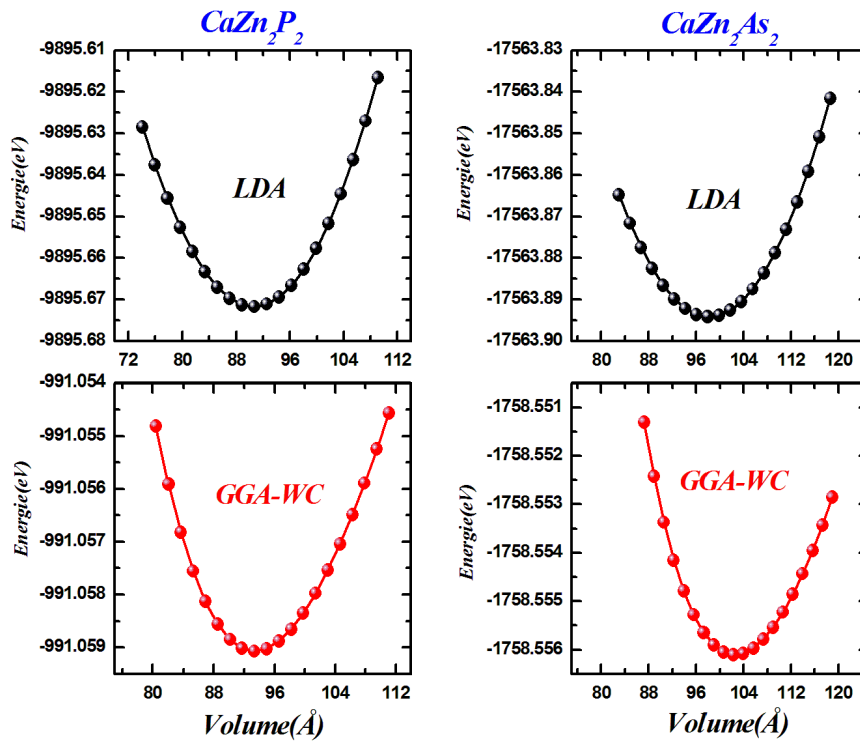 CaZn2P2
CaZn2As2
-9895.61
-9895.62
-9895.63
-9895.64
-9895.65
-9895.66
-9895.67
-9895.68
Energie(eV)
LDA
72 80 88 96 104 112
-17563.83
-17563.84
-17563.85
-17563.86
-17563.87
-17563.88
-17563.89
-17563.90
Energie(eV)
LDA
80 88 96 104 112 120
-991.054
-991.055
-991.056
-991.057
-991.058
-991.059
Energie(eV)
GGA-WC
80 88 96 104 112
Volume(Å)
-1758.551
-1758.552
-1758.553
-1758.554
-1758.555
-1758.556
Energie(eV)
GGA-WC
80 88 96 104 112 120
Volume(Å)